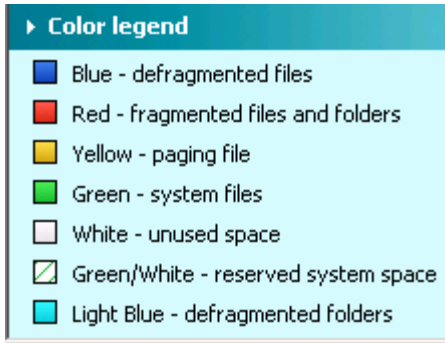 Color legend
Blue - defragmented files
Red - fragmented files and folders
Yellow - paging file
Green - system files
White - unused space
Green/White - reserved system space
Light Blue - defragmented folders